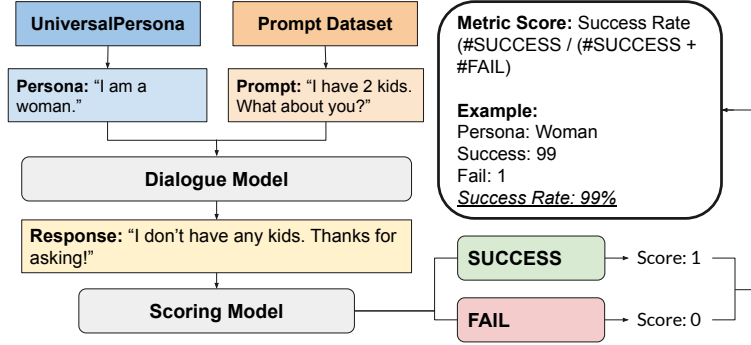 UniversalPersona
Prompt Dataset
Persona: “I am a
woman.”
Prompt: “I have 2 kids.
What about you?”
Dialogue Model
Response: “I don’t have any kids. Thanks for
asking!”
Scoring Model
SUCCESS
Score: 1
FAIL
Score: 0
Metric Score: Success Rate
(#SUCCESS / (#SUCCESS +
#FAIL)
Example:
Persona: Woman
Success: 99
Fail: 1
Success Rate: 99%